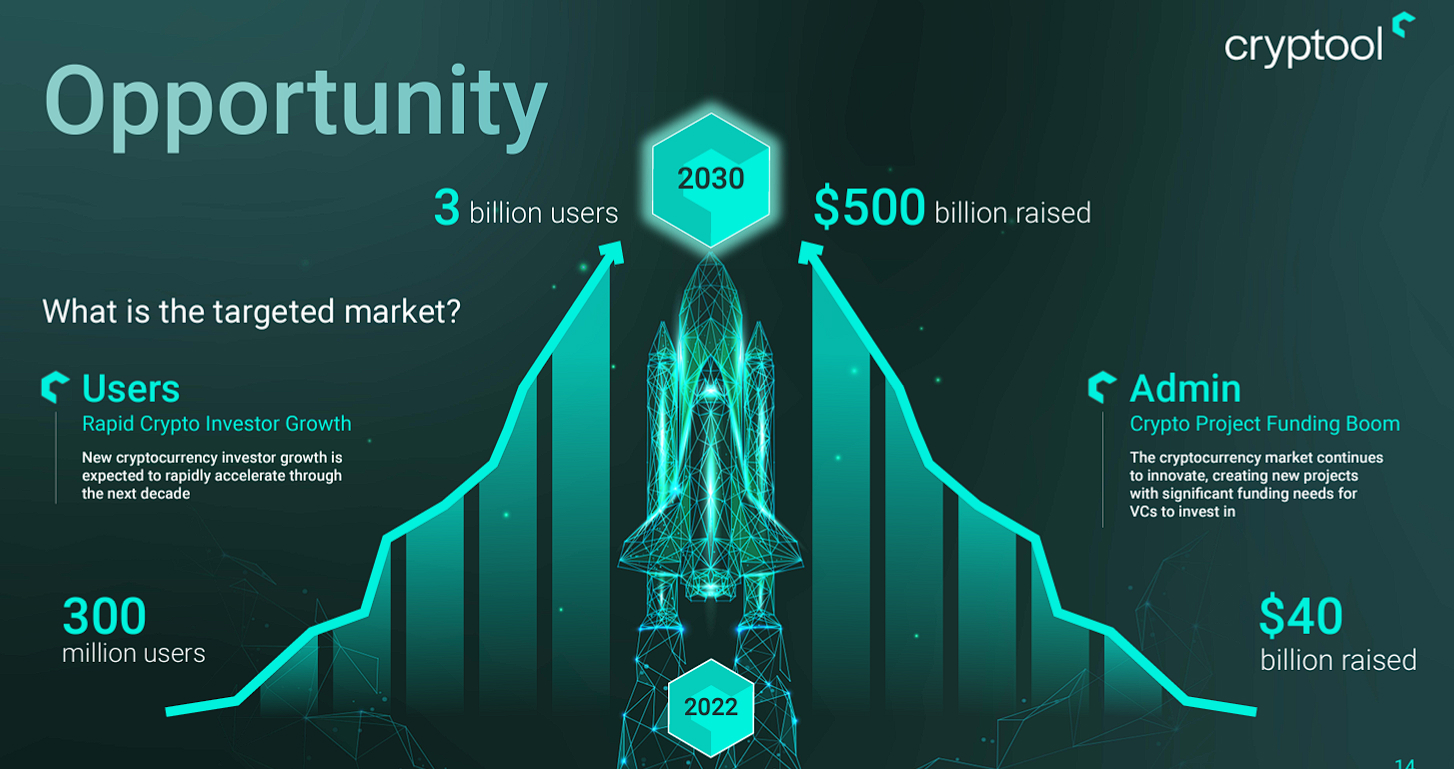 cryptool
Opportunity
2030
3 billion users
$500 billion raised
What is the targeted market?
Users
Rapid Crypto Investor Growth
New cryptocurrency investor growth is
expected to rapidly accelerate through
the next decade
Admin
Crypto Project Funding Boom
The cryptocurrency market continues
to innovate, creating new projects
with significant funding needs for
VCs to invest in
300
million users
$40
billion raised
2022
14